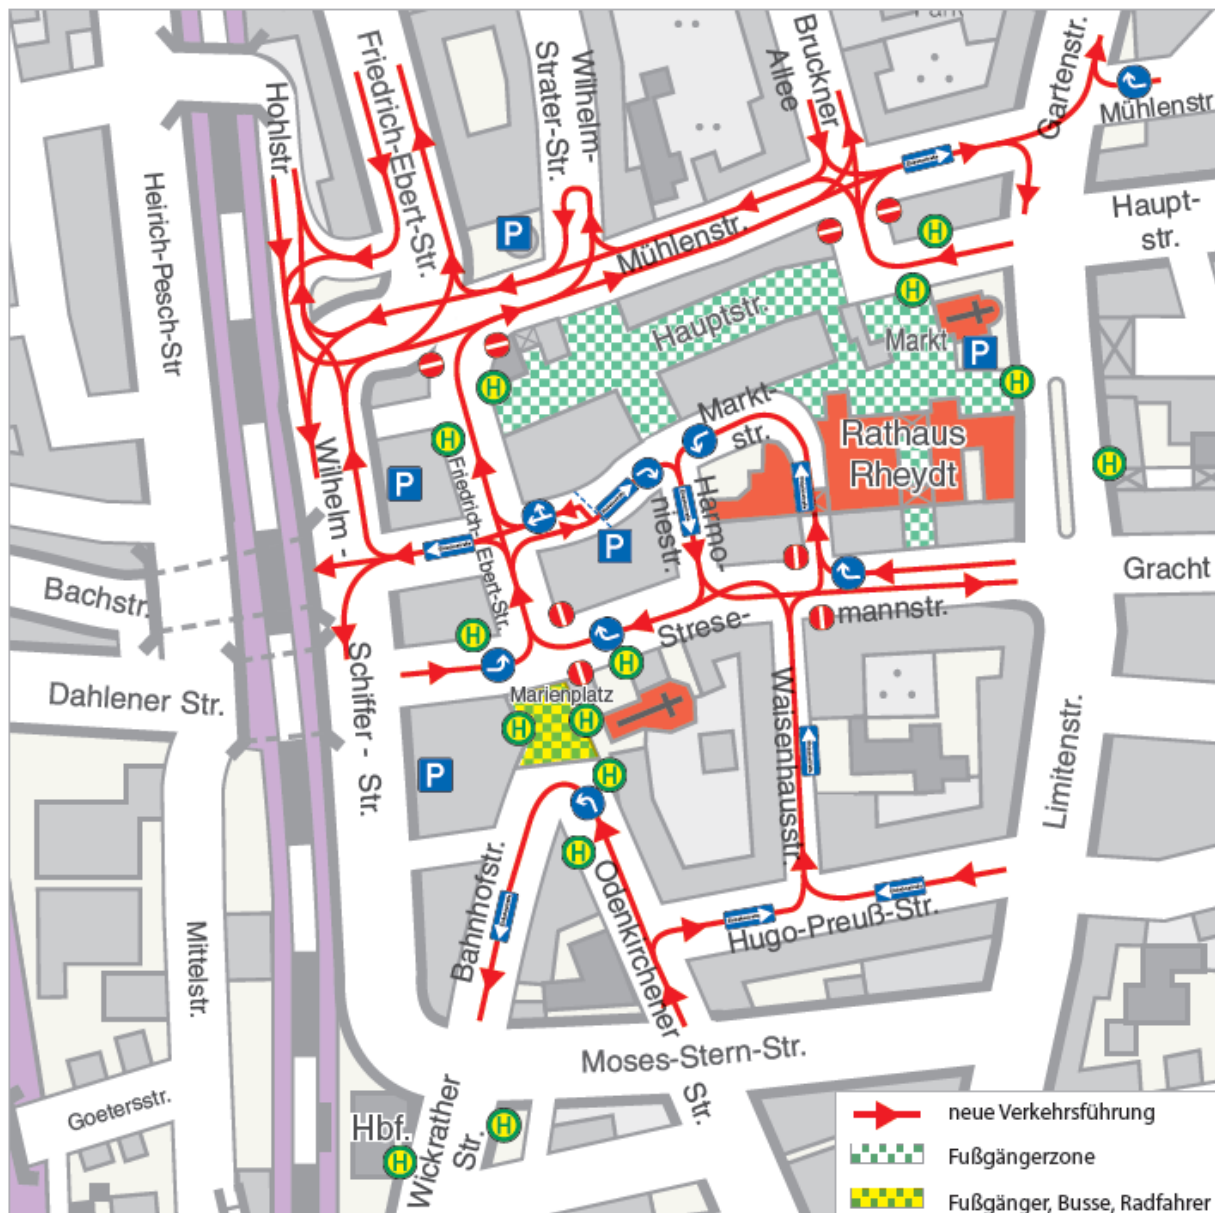 Park
Bruckner
Allee
Gartenstr.
Mühlenstr.
Friedrich-Ebert-Str.
Wilhelm-
Strater-Str.
Hohlstr.
Heirich-Pesch-Str
P
Mühlenstr.
Haupt-
str.
H
Hauptstr.
H
Markt
P
H
H
Markt-
str.
Rathaus
Rheydt
H
H
P
Wilhelm -
Schiffer -
Str.
Friedrich-
Ebert-Str.
P
Harmo-
niestr.
Gracht
Bachstr.
Strese-
mannstr.
H
H
Dahlener Str.
Marienplatz
H
H
P
H
H
Waisenhausstr.
Limitenstr.
Bahnhofstr.
Odenkirchener
Str.
Hugo-Preuß-Str.
Mittelstr.
Moses-Stern-Str.
Goetersstr.
Hbf.
H
H
Wickrather
Str.
neue Verkehrsführung
Fußgängerzone
Fußgänger, Busse, Radfahrer